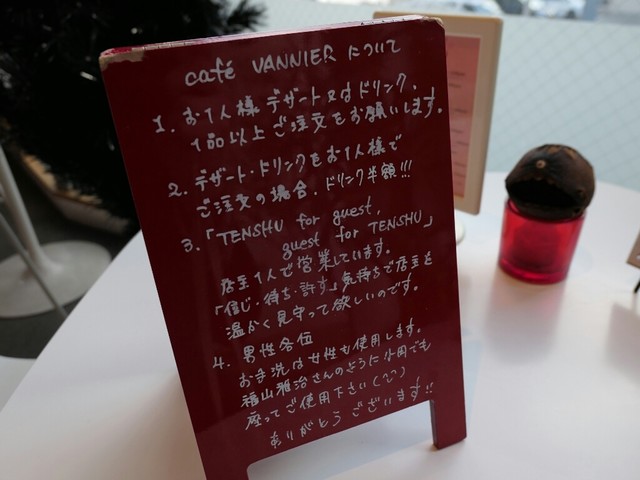 café VANNIER について
1. お1人様 デザート又はドリンク、
1品以上ご注文をお願いします。
2. デザート・ドリンクをお1人様で
ご注文の場合、ドリンク半額!!!
3.「TENSHU for guest,
guest for TENSHU」
店主1人で営業しています。
「信じ・待ち・許す」気持ちで店主を
温かく見守って欲しいのです。
4. 男性各位
お手洗は女性も使用します。
福山雅治さんのように小用でも
座ってご使用下さい(^^)
ありがとうございます!!